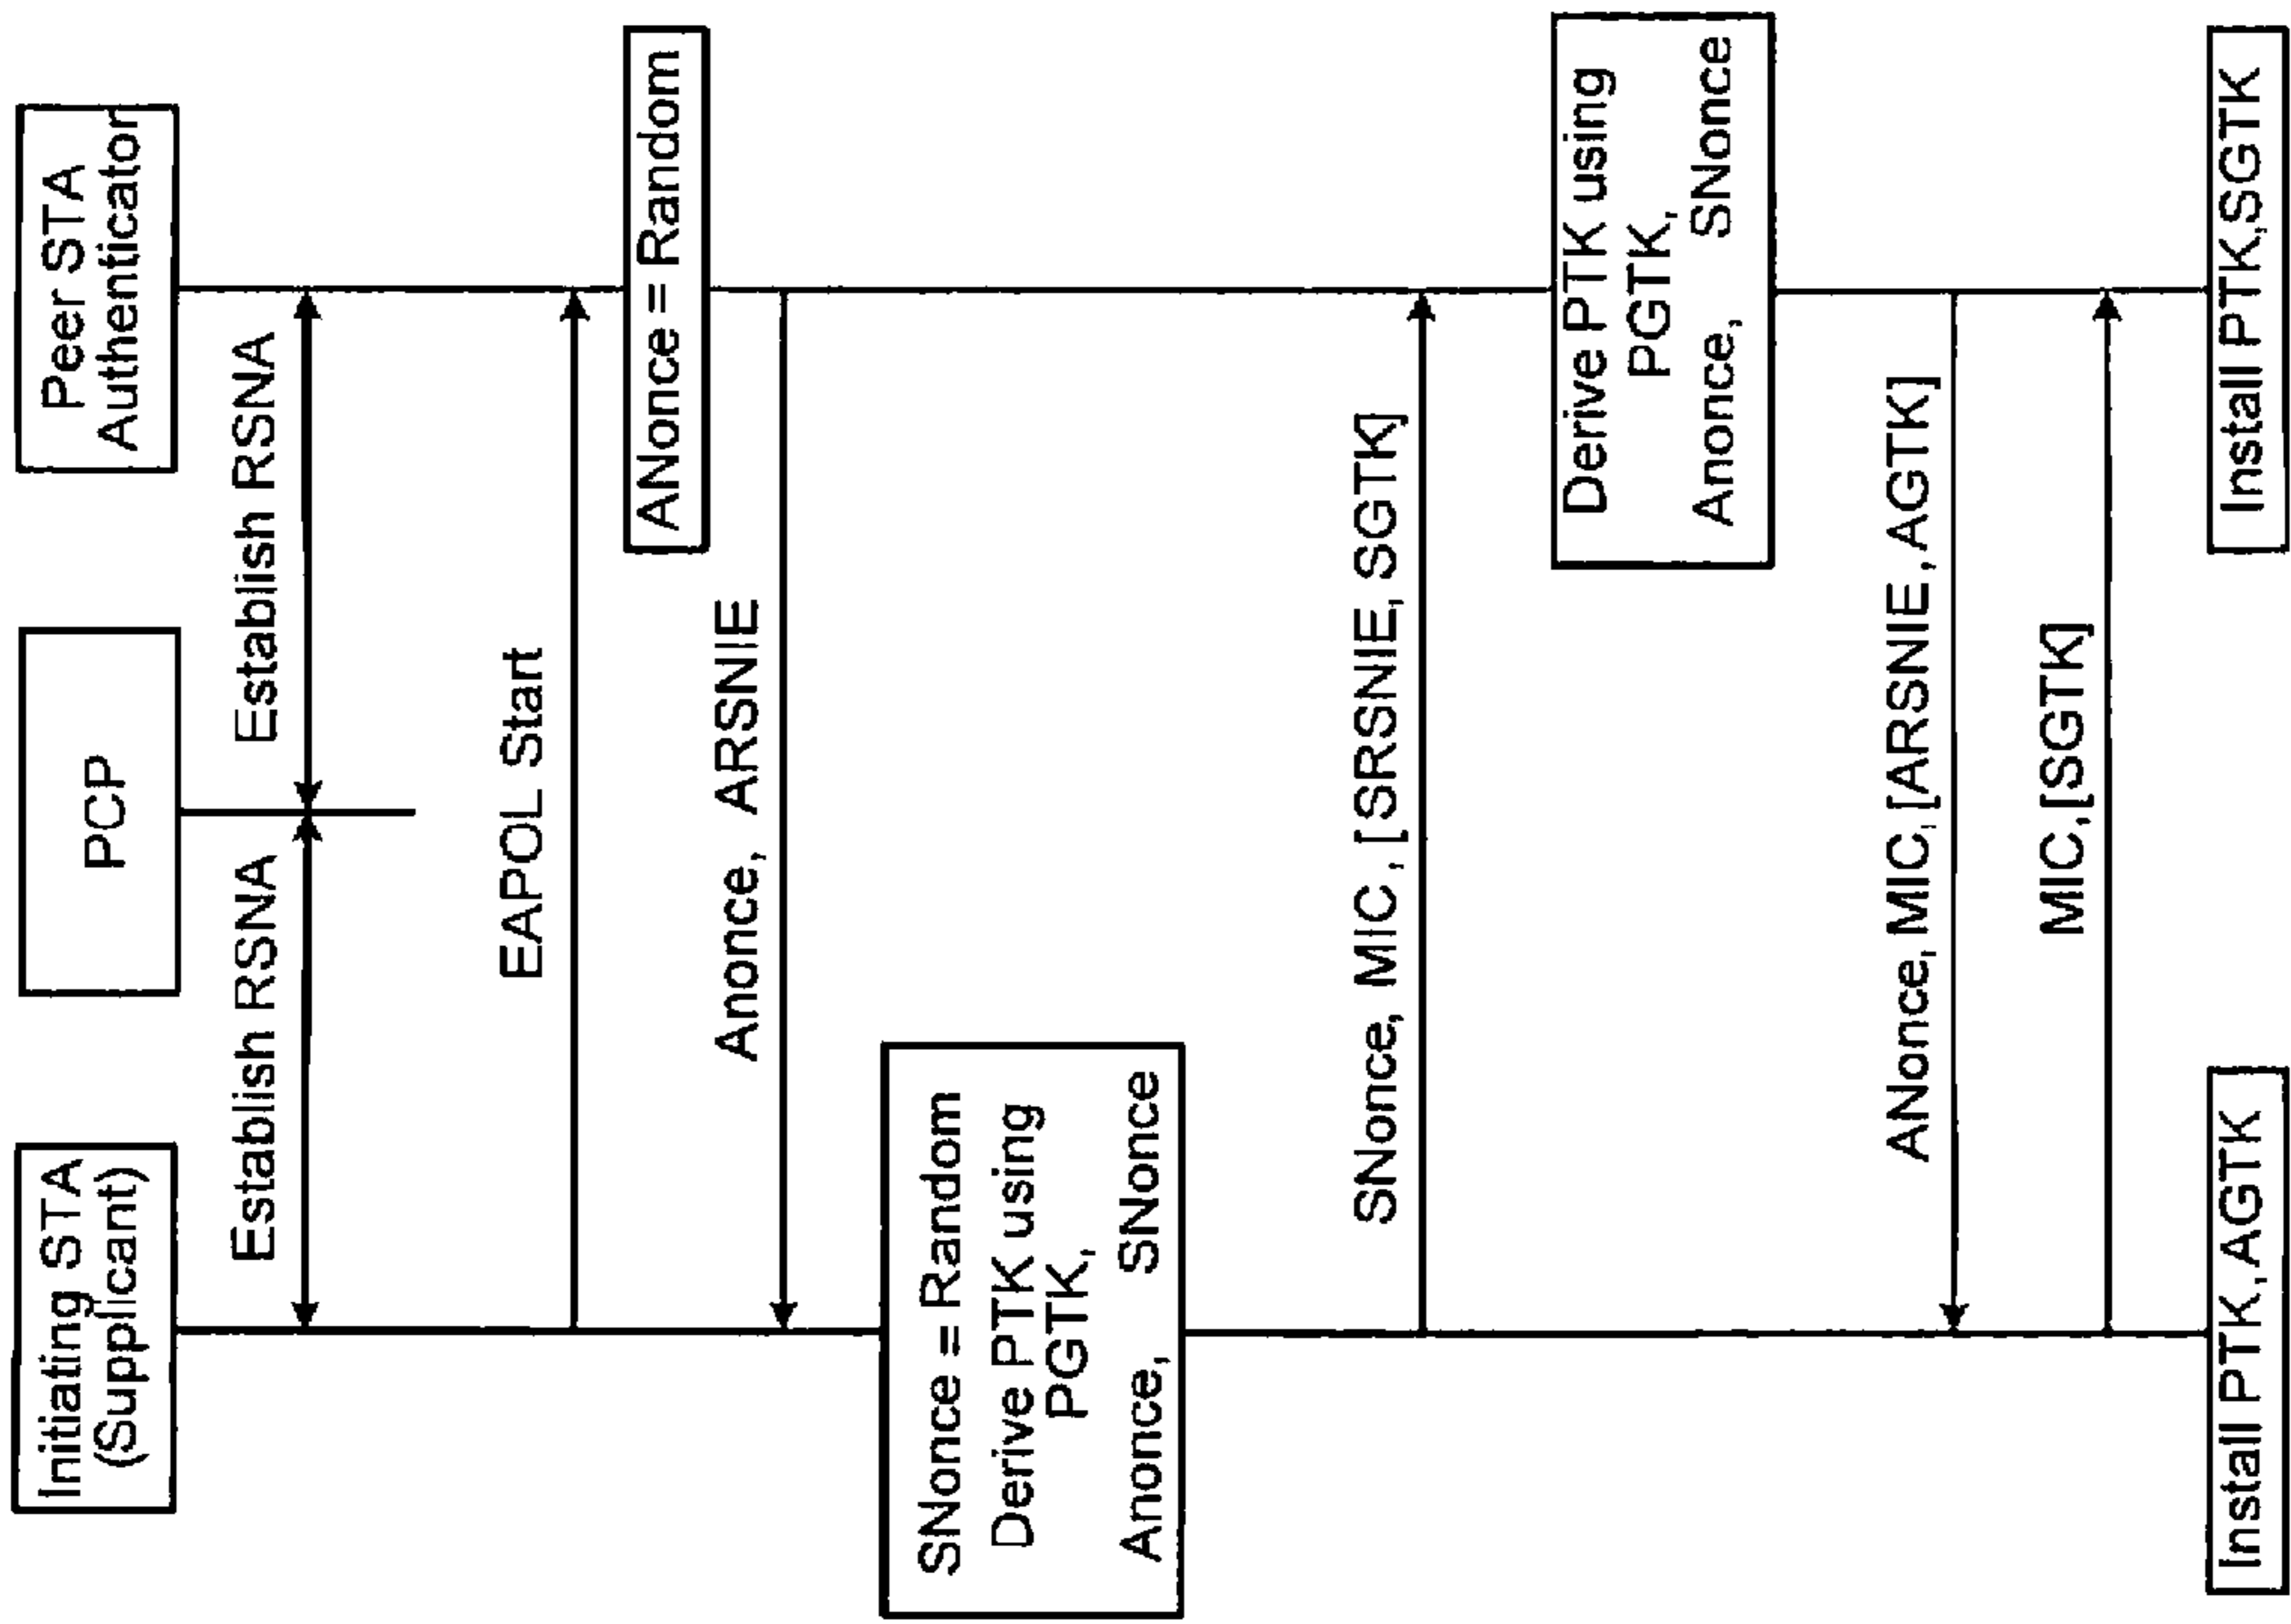 Initiating STA
(Supplicant)
PCP
Peer STA
Authenticator
Establish RSNA
Establish RSNA
EAPOL Start
ANonce = Random
Anonce, ARSNIE
SNonce = Random
Derive PTK using
PGTK,
Anonce, SNonce
SNonce, MIC, [SRSNIE, SGTK]
Derive PTK using
PGTK,
Anonce, SNonce
ANonce, MIC, [ARSNIE, AGTK]
MIC, [SGTK]
Install PTK, AGTK
Install PTK, SGTK